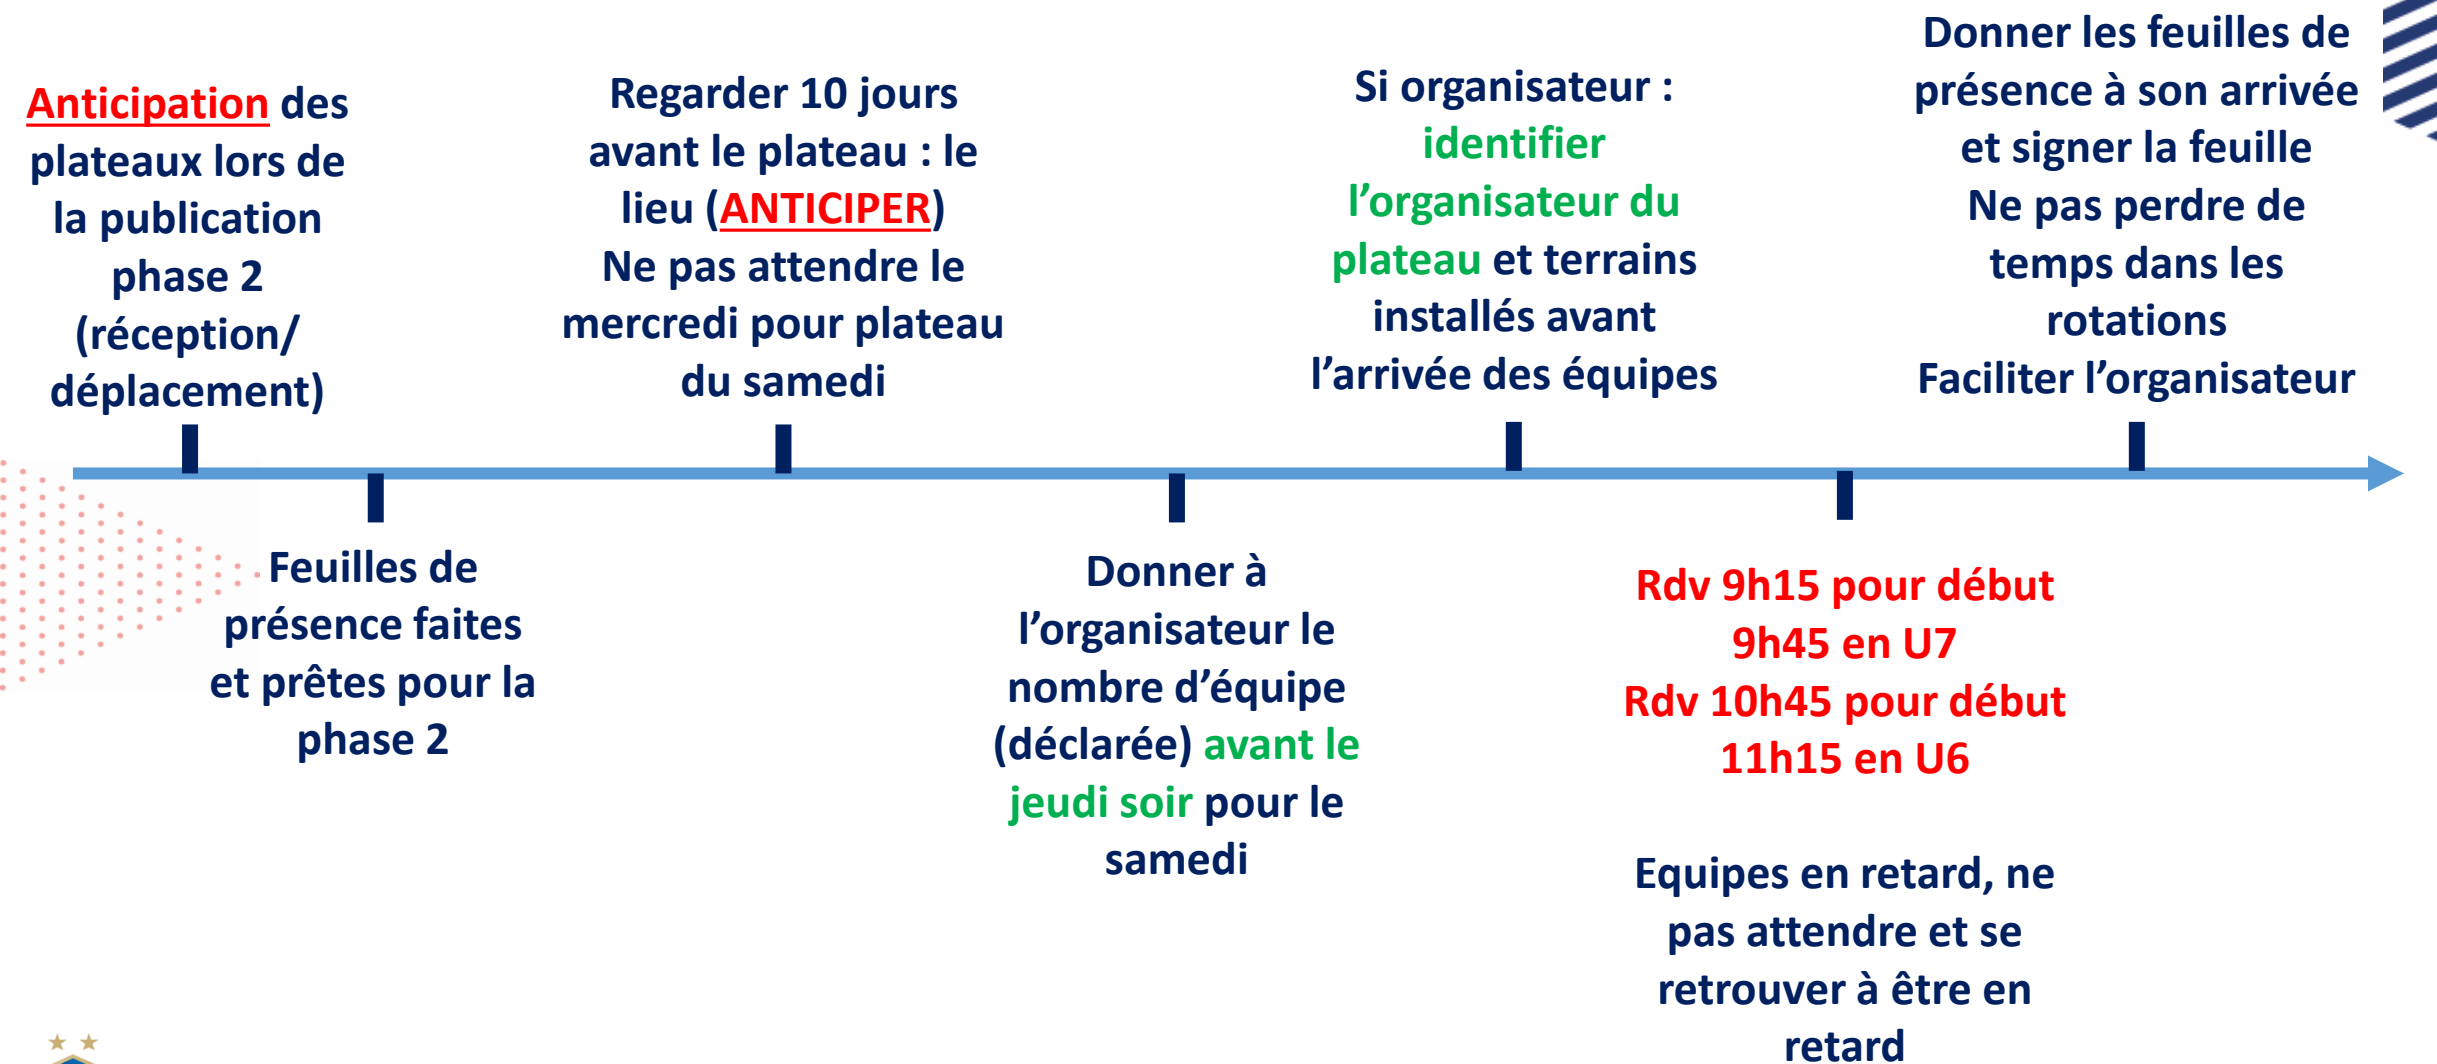 Anticipation des
plateaux lors de
la publication
phase 2
(réception/
déplacement)
Feuilles de
présence faites
et prêtes pour la
phase 2
Regarder 10 jours
avant le plateau : le
lieu (ANTICIPER)
Ne pas attendre le
mercredi pour plateau
du samedi
Donner à
l’organisateur le
nombre d’équipe
(déclarée) avant le
jeudi soir pour le
samedi
Si organisateur :
identifier
l’organisateur du
plateau et terrains
installés avant
l’arrivée des équipes
Rdv 9h15 pour début
9h45 en U7
Rdv 10h45 pour début
11h15 en U6
Equipes en retard, ne
pas attendre et se
retrouver à être en
retard
Donner les feuilles de
présence à son arrivée
et signer la feuille
Ne pas perdre de
temps dans les
rotations
Faciliter l’organisateur